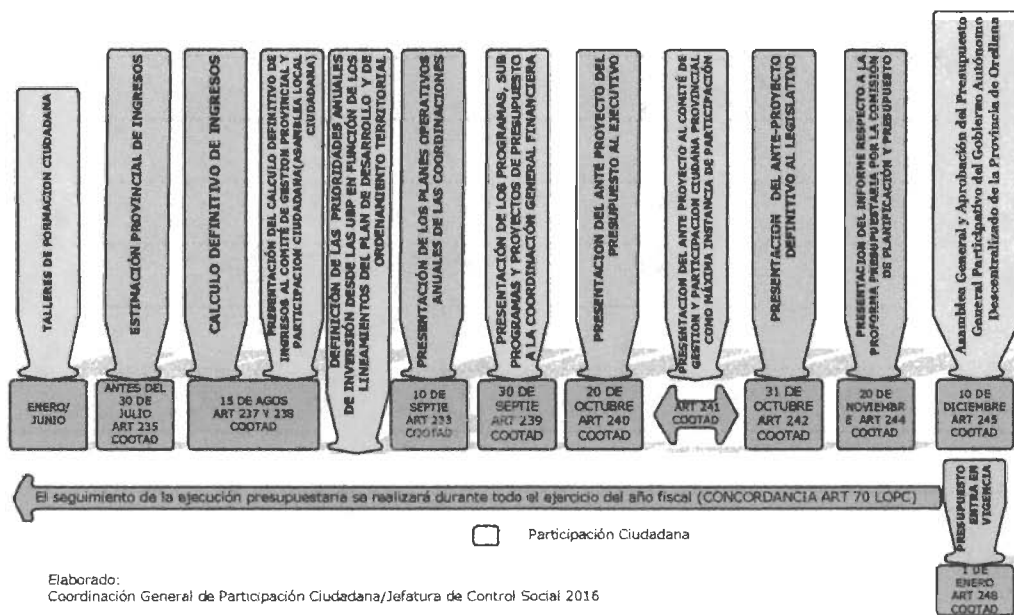 TALLERES DE FORMACION CIUDADANA
ESTIMACIÓN PROVINCIAL DE INGRESOS
CALCULO DEFINITIVO DE INGRESOS
PRESENTACIÓN DEL CALCULO DEFINITIVO DE
INGRESOS AL COMITÉ DE GESTION PROVINCIAL Y
PARTICIPACION CIUDADANA(ASAMBLEA LOCAL
CIUDADANA)
DEFINICIÓN DE LAS PRIORIDADES ANUALES
DE INVERSIÓN DESDE LAS UBP EN FUNCIÓN DE LOS
LINEAMIENTOS DEL PLAN DE DESARROLLO Y DE
ORDENAMIENTO TERRITORIAL
PRESENTACIÓN DE LOS PLANES OPERATIVOS
ANUALES DE LAS COORDINACIONES
PRESENTACIÓN DE LOS PROGRAMAS, SUB
PROGRAMAS Y PROYECTOS DE PRESUPUESTO
A LA COORDINACIÓN GENERAL FINANCIERA
PRESENTACION DEL ANTE PROYECTO DEL
PRESUPUESTO AL EJECUTIVO
PRESENTACION DEL ANTE PROYECTO AL COMITÉ DE
GESTION Y PARTICIPACION CIUDANA PROVINCIAL
COMO MÁXIMA INSTANCIA DE PARTICIPACIÓN
PRESENTACION DEL ANTE-PROYECTO
DEFINITIVO AL LEGISLATIVO
PRESENTACION DEL INFORME RESPECTO A LA
PROFORMA PRESUPUESTARIA POR LA COMISIÓN
DE PLANIFICACIÓN Y PRESUPUESTO
Asamblea General y Aprobación del Presupuesto
General Participativo del Gobierno Autónomo
Descentralizado de la Provincia de Orellana
ENERO/
JUNIO
ANTES DEL
30 DE
JULIO
ART 235
COOTAD
15 DE AGOS
ART 237 Y 238
COOTAD
10 DE
SEPTIE
ART 233
COOTAD
30 DE
SEPTIE
ART 239
COOTAD
20 DE
OCTUBRE
ART 240
COOTAD
ART 241
COOTAD
31 DE
OCTUBRE
ART 242
COOTAD
20 DE
NOVIEMBR
E ART 244
COOTAD
10 DE
DICIEMBRE
ART 245
COOTAD
El seguimiento de la ejecución presupuestaria se realizará durante todo el ejercicio del año fiscal (CONCORDANCIA ART 70 LOPC)
PRESUPUESTO
ENTRA EN
VIGENCIA
1 DE
ENERO
ART 248
COOTAD
Participación Ciudadana
Elaborado:
Coordinación General de Participación Ciudadana/Jefatura de Control Social 2016